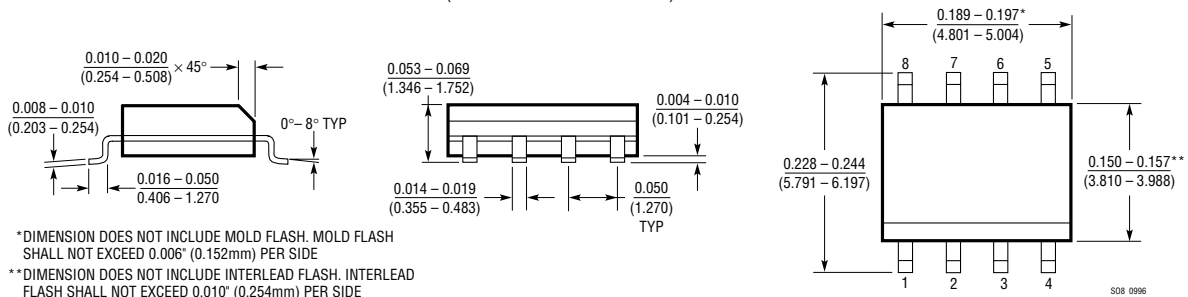 0.010 – 0.020
(0.254 – 0.508)
× 45°
0.008 – 0.010
(0.203 – 0.254)
0°– 8° TYP
0.016 – 0.050
0.406 – 1.270
0.053 – 0.069
(1.346 – 1.752)
0.004 – 0.010
(0.101 – 0.254)
0.014 – 0.019
(0.355 – 0.483)
0.050
(1.270)
TYP
0.189 – 0.197*
(4.801 – 5.004)
8 7 6 5
0.228 – 0.244
(5.791 – 6.197)
0.150 – 0.157**
(3.810 – 3.988)
1 2 3 4
*DIMENSION DOES NOT INCLUDE MOLD FLASH. MOLD FLASH
SHALL NOT EXCEED 0.006" (0.152mm) PER SIDE
**DIMENSION DOES NOT INCLUDE INTERLEAD FLASH. INTERLEAD
FLASH SHALL NOT EXCEED 0.010" (0.254mm) PER SIDE
SO8 0996